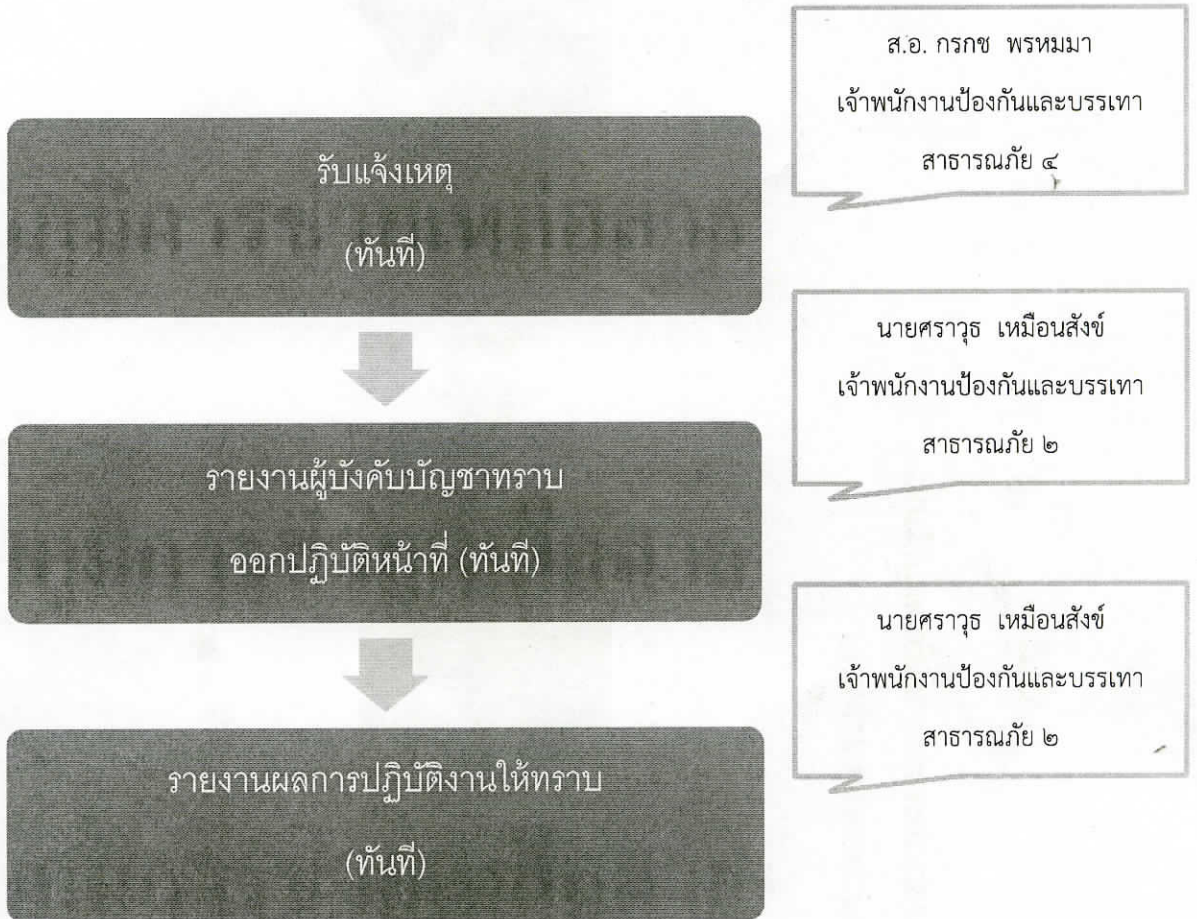 ส.อ. กรกช พรหมมา
เจ้าพนักงานป้องกันและบรรเทา
สาธารณภัย ๔
รับแจ้งเหตุ
(ทันที)
นายศราวุธ เหมือนสังข์
เจ้าพนักงานป้องกันและบรรเทา
สาธารณภัย ๒
รายงานผู้บังคับบัญชาทราบ
ออกปฏิบัติหน้าที่ (ทันที)
นายศราวุธ เหมือนสังข์
เจ้าพนักงานป้องกันและบรรเทา
สาธารณภัย ๒
รายงานผลการปฏิบัติงานให้ทราบ
(ทันที)